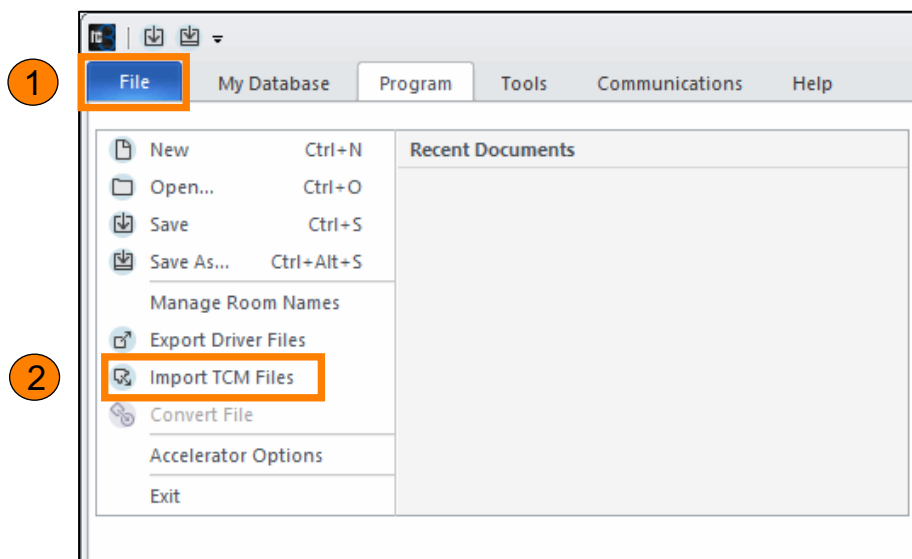 1
File My Database Program Tools Communications Help
New Ctrl+N Recent Documents
Open... Ctrl+O
Save Ctrl+S
Save As... Ctrl+Alt+S
Manage Room Names
Export Driver Files
2
Import TCM Files
Convert File
Accelerator Options
Exit